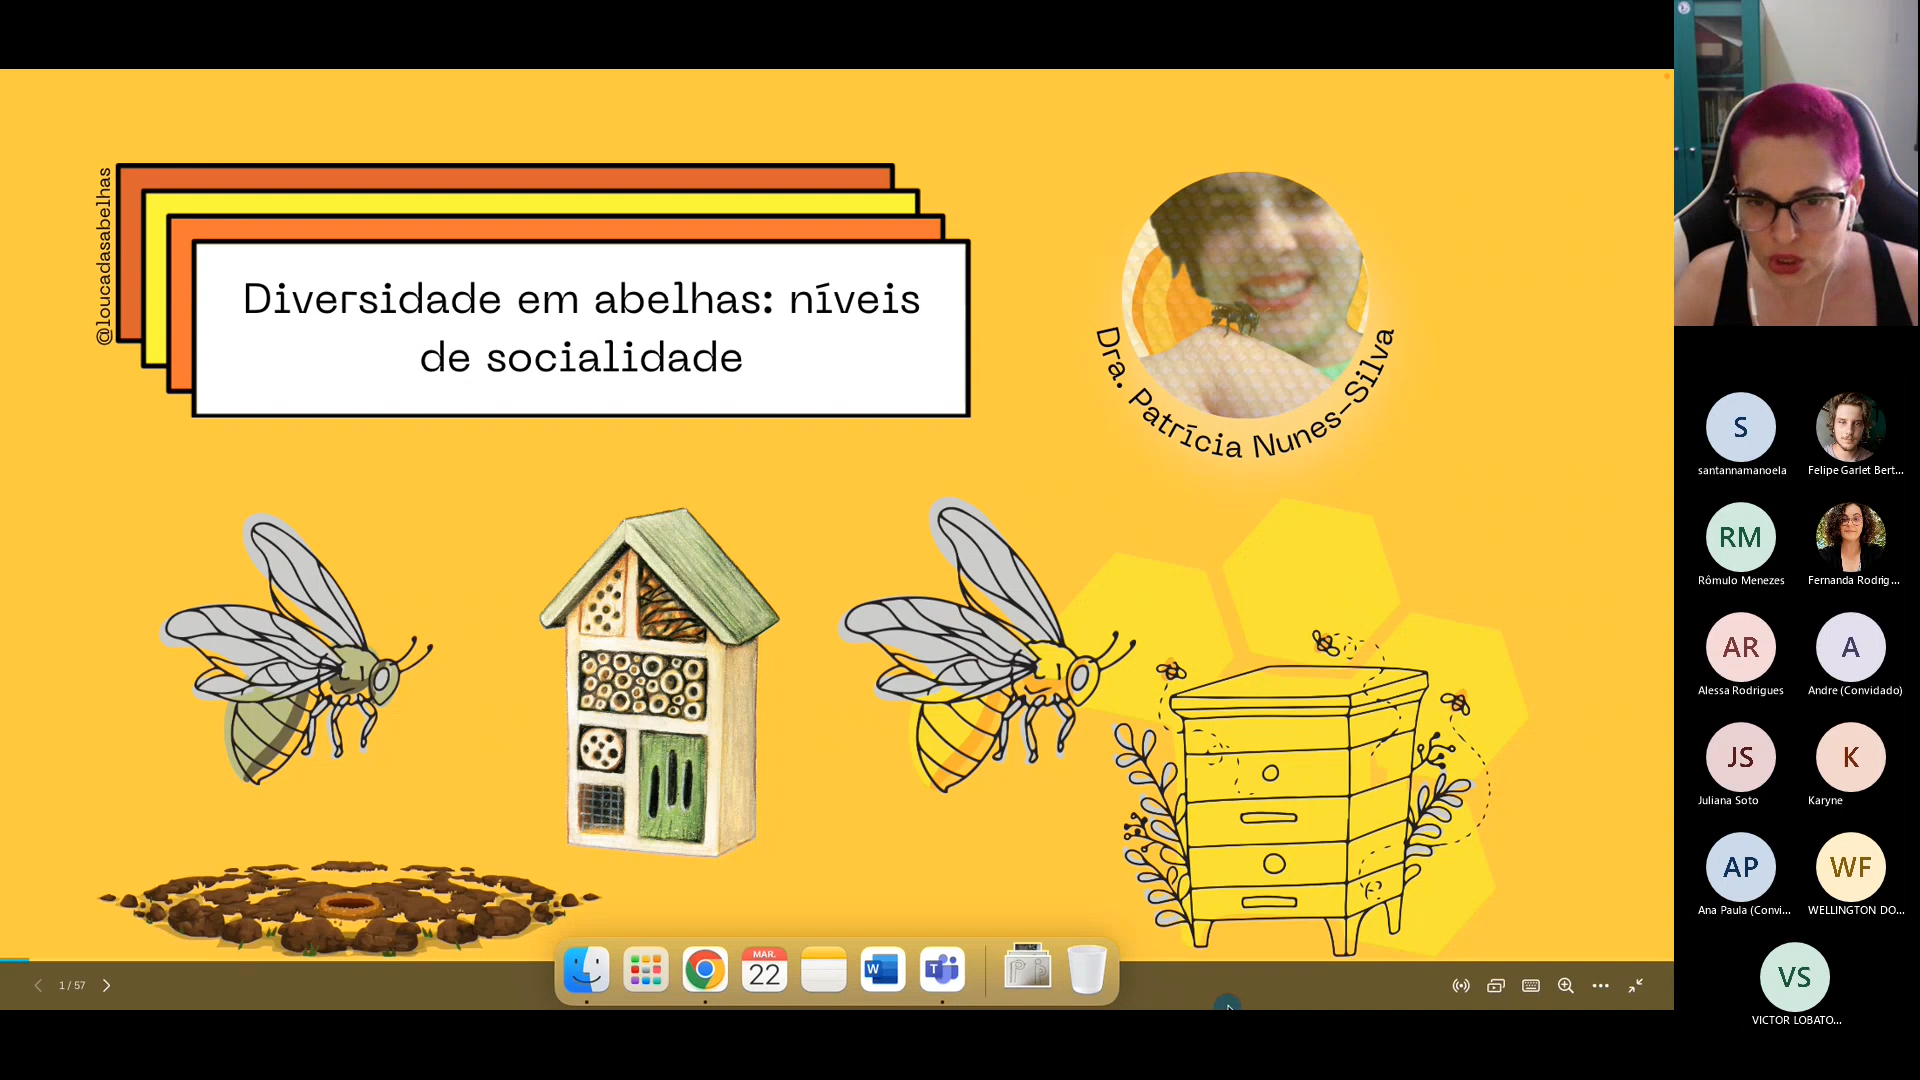 @loucadasabelhas
Diversidade em abelhas: níveis
de socialidade
Dra. Patrícia Nunes-Silva
1 / 57
MAR.
22
W
T
S
santannamanoela
Felipe Garlet Bert...
RM
Rômulo Menezes
Fernanda Rodrig...
AR
Alessa Rodrigues
A
Andre (Convidado)
JS
Juliana Soto
K
Karyne
AP
Ana Paula (Convi...
WF
WELLINGTON DO...
VS
VICTOR LOBATO...